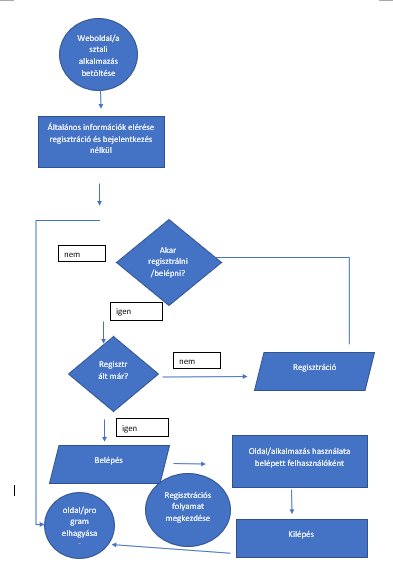 Weboldal/a
sztali
alkalmazás
betöltése
Általános információk elérése
regisztráció és bejelentkezés
nélkül
Akar
regisztrálni
/belépni?
nem
igen
Regisztr
ált már?
nem
Regisztráció
igen
Belépés
Oldal/alkalmazás használata
belépett felhasználóként
Regisztrációs
folyamat
megkezdése
oldal/pro
gram
elhagyása
Kilépés